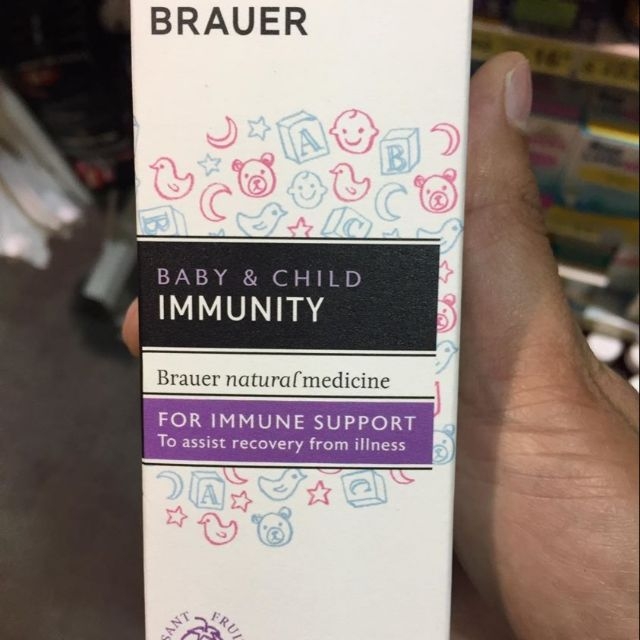 BRAUER
A
B
B
C
BABY & CHILD
IMMUNITY
Brauer natural medicine
FOR IMMUNE SUPPORT
To assist recovery from illness
A
C